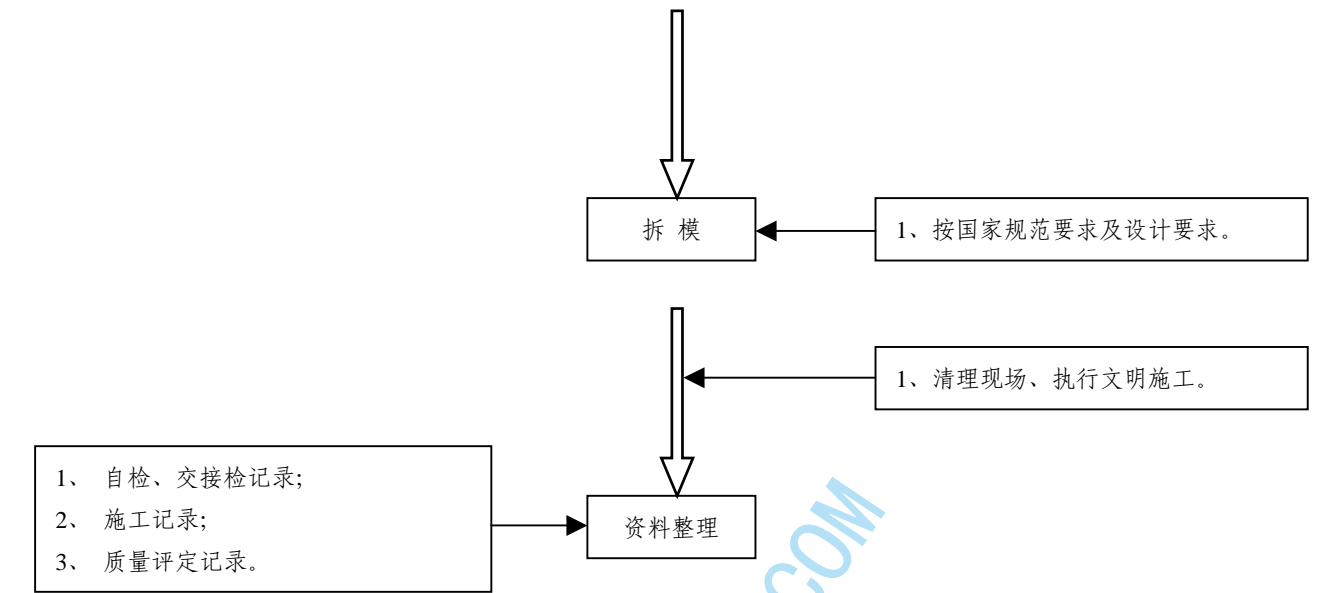 拆 模
1、按国家规范要求及设计要求。
1、清理现场、执行文明施工。
1、 自检、交接检记录;
2、 施工记录;
3、 质量评定记录。
资料整理
COM